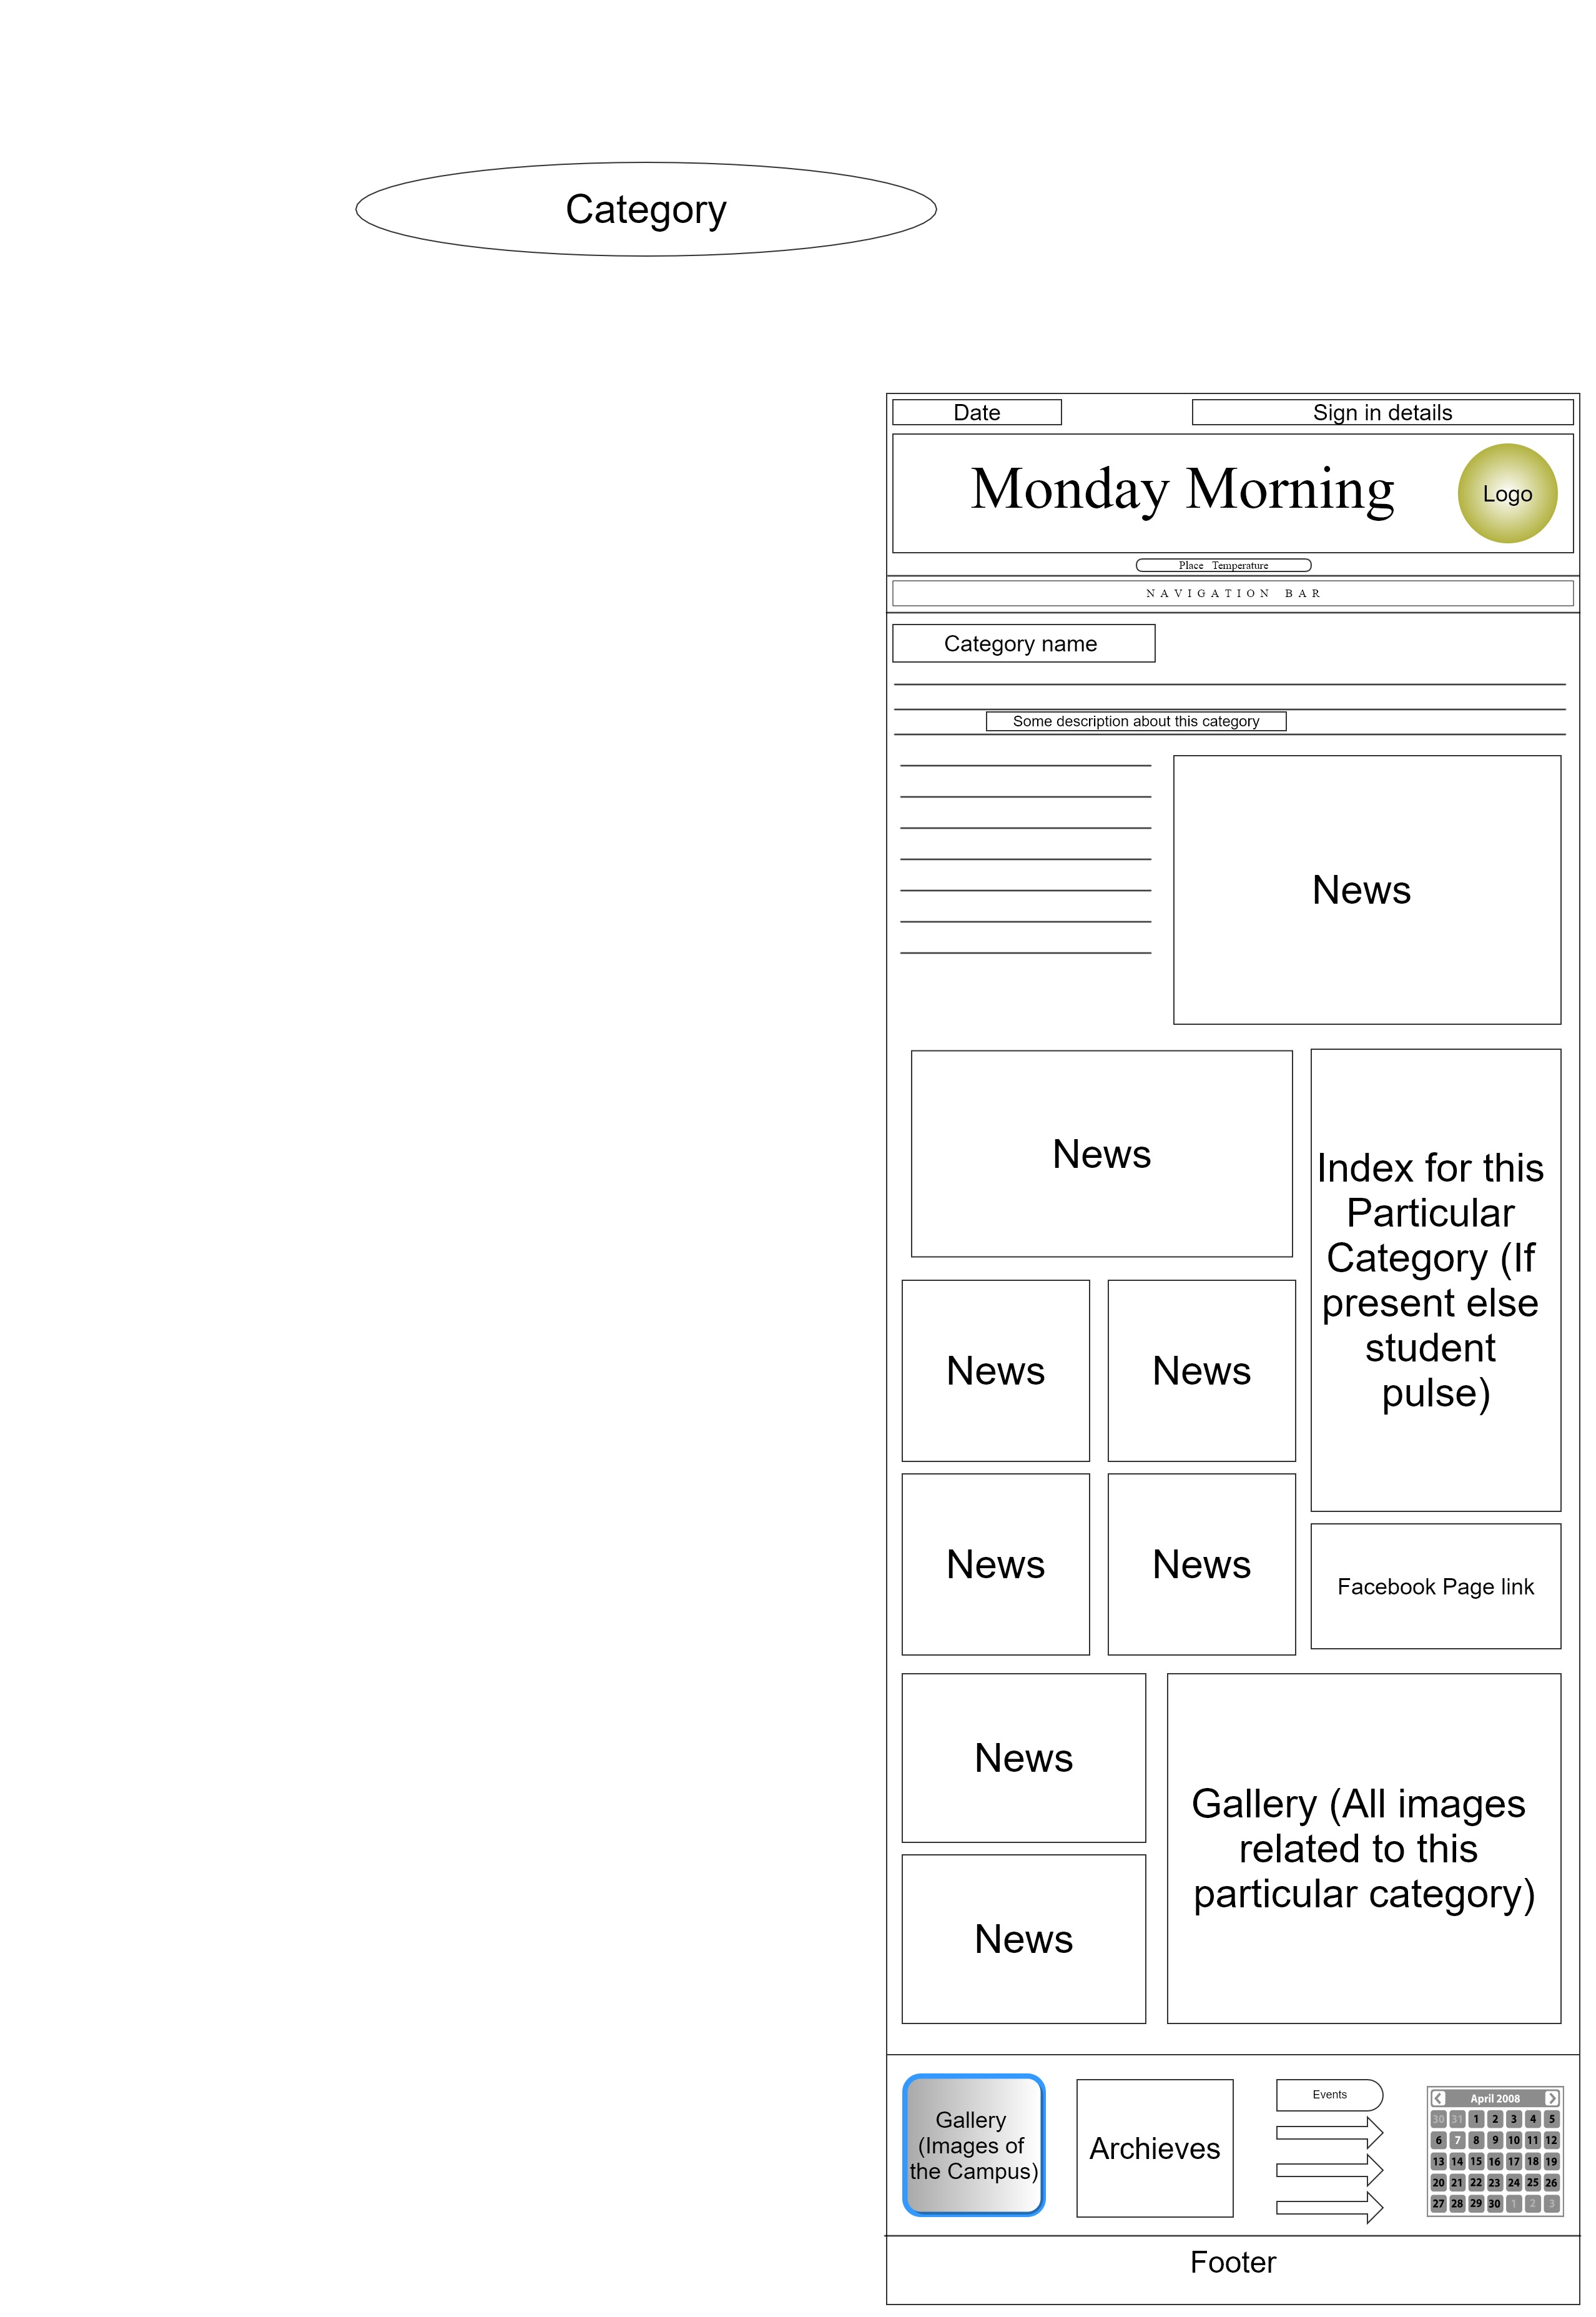 Category
Date
Sign in details
Monday Morning
Logo
Place Temperature
NAVIGATION BAR
Category name
Some description about this category
News
News
Index for this
Particular
Category (If
present else
student
pulse)
News
News
News
News
Facebook Page link
News
Gallery (All images
related to this
particular category)
News
Gallery
(Images of
the Campus)
Archieves
Events
April 2008
30 31 1 2 3 4 5
6 7 8 9 10 11 12
13 14 15 16 17 18 19
20 21 22 23 24 25 26
27 28 29 30 1 2 3
Footer